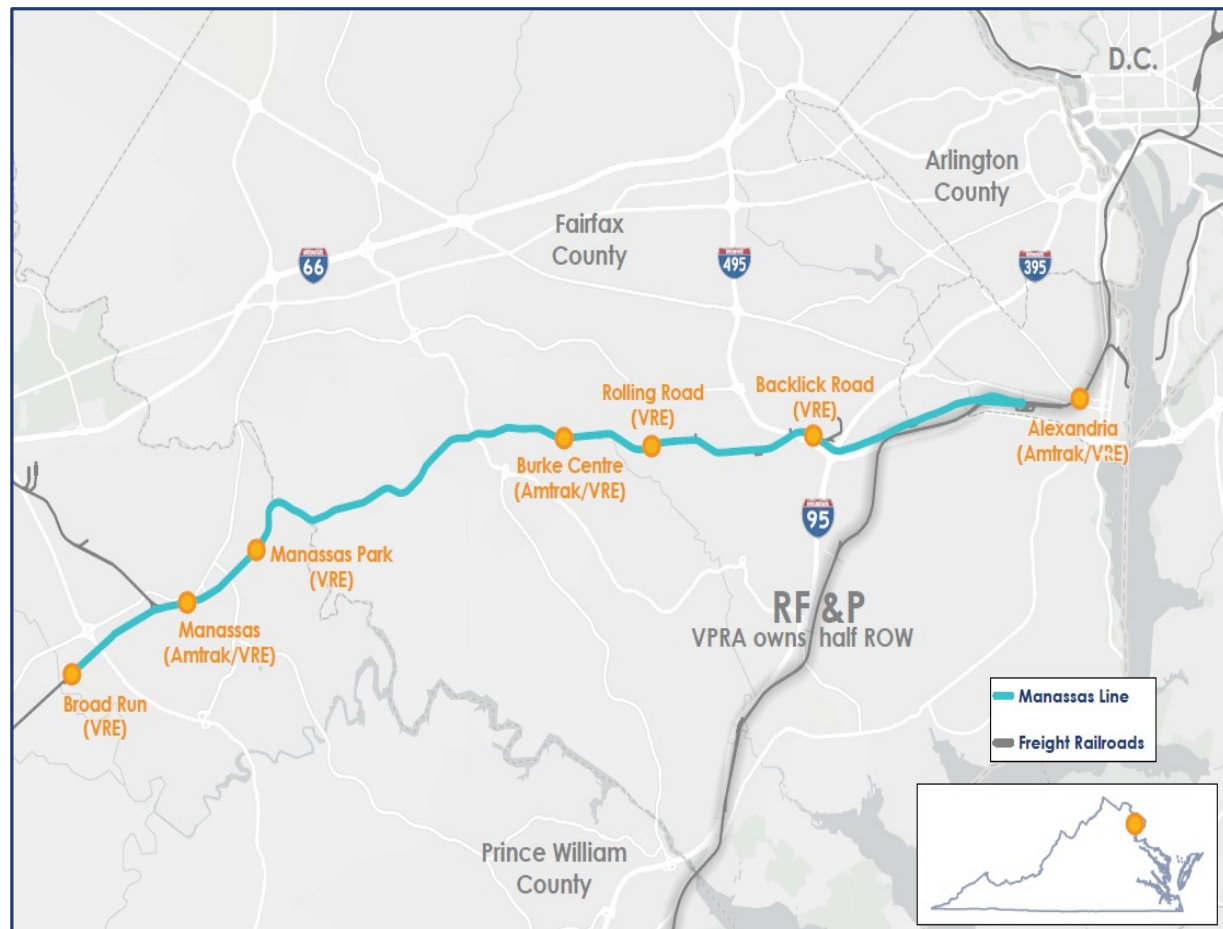 D.C.
Arlington
County
Fairfax
County
66
495
395
Rolling Road
(VRE)
Backlick Road
(VRE)
Burke Centre
(Amtrak/VRE)
Alexandria
(Amtrak/VRE)
95
Manassas Park
(VRE)
Manassas
(Amtrak/VRE)
RF &P
VPRA owns half ROW
Broad Run
(VRE)
Manassas Line
Freight Railroads
Prince William
County